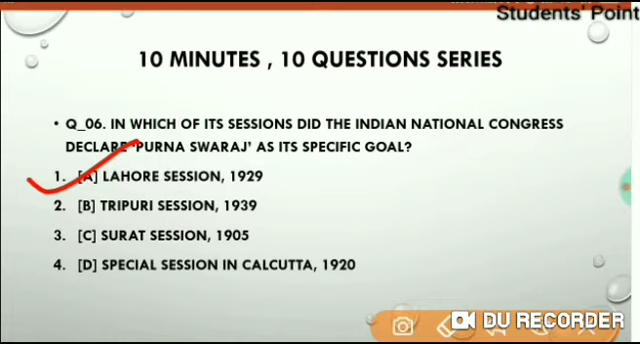 Students' Point
10 MINUTES , 10 QUESTIONS SERIES
• Q_06. IN WHICH OF ITS SESSIONS DID THE INDIAN NATIONAL CONGRESS
DECLARE 'PURNA SWARAJ' AS ITS SPECIFIC GOAL?
1. [A] LAHORE SESSION, 1929
2. [B] TRIPURI SESSION, 1939
3. [C] SURAT SESSION, 1905
4. [D] SPECIAL SESSION IN CALCUTTA, 1920
DU RECORDER